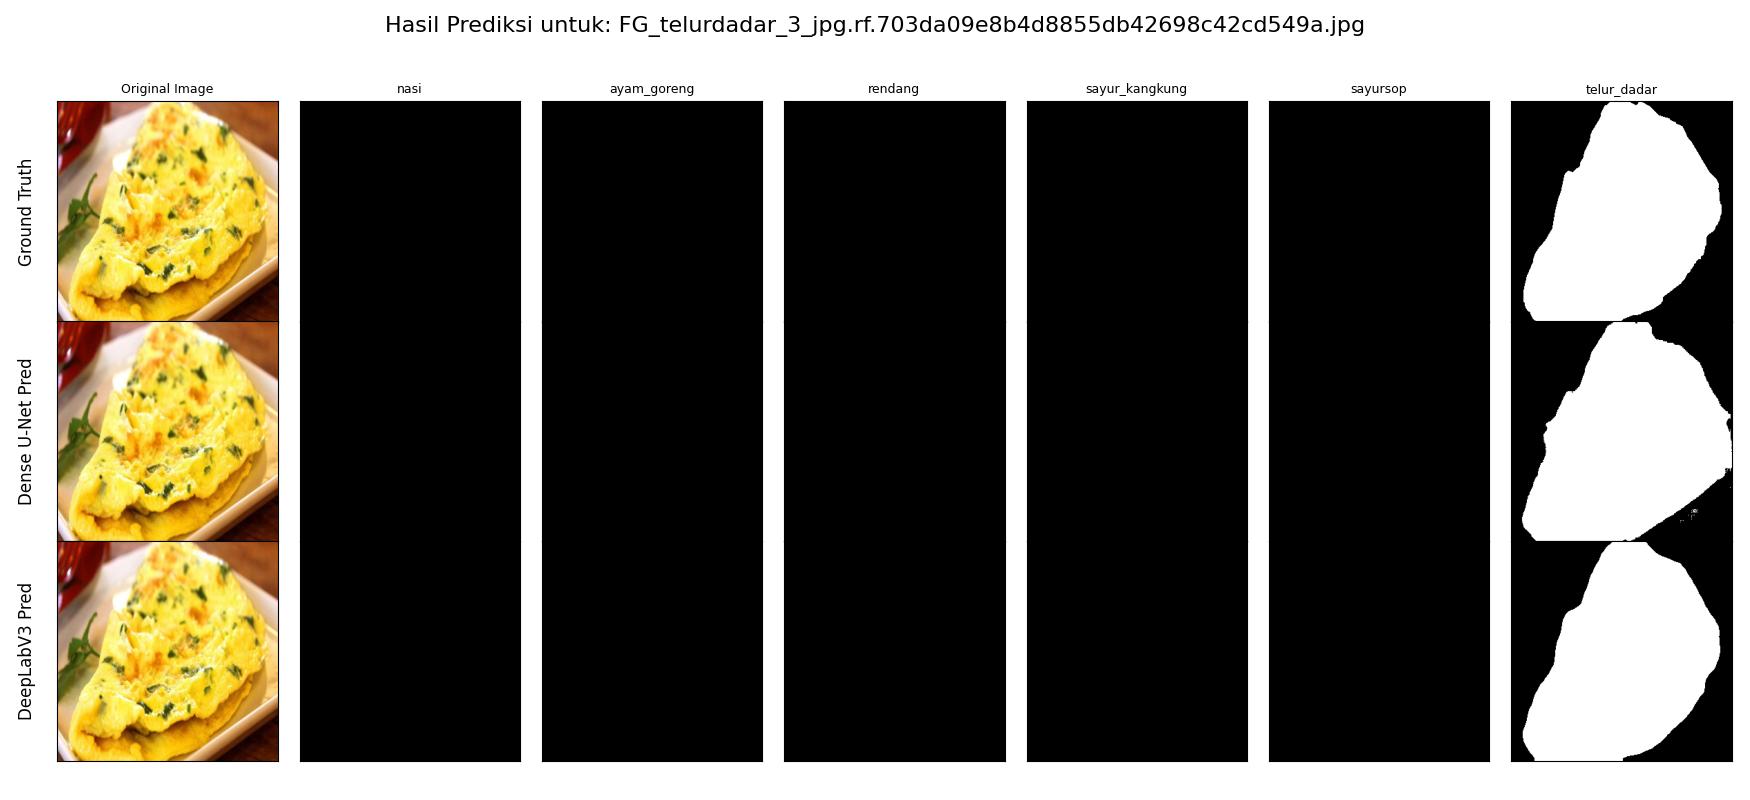 Hasil Prediksi untuk: FG_telurdadar_3_jpg.rf.703da09e8b4d8855db42698c42cd549a.jpg
Original Image
nasi
ayam_goreng
rendang
sayur_kangkung
sayursop
telur_dadar
Ground Truth
Dense U-Net Pred
DeepLabV3 Pred